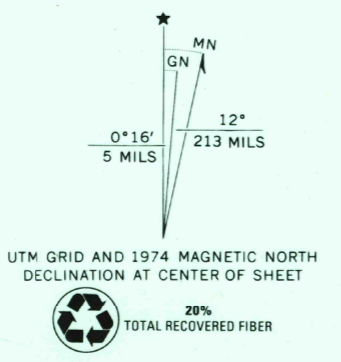 MN
GN
0°16′
5 MILS
12°
213 MILS
UTM GRID AND 1974 MAGNETIC NORTH
DECLINATION AT CENTER OF SHEET
20%
TOTAL RECOVERED FIBER